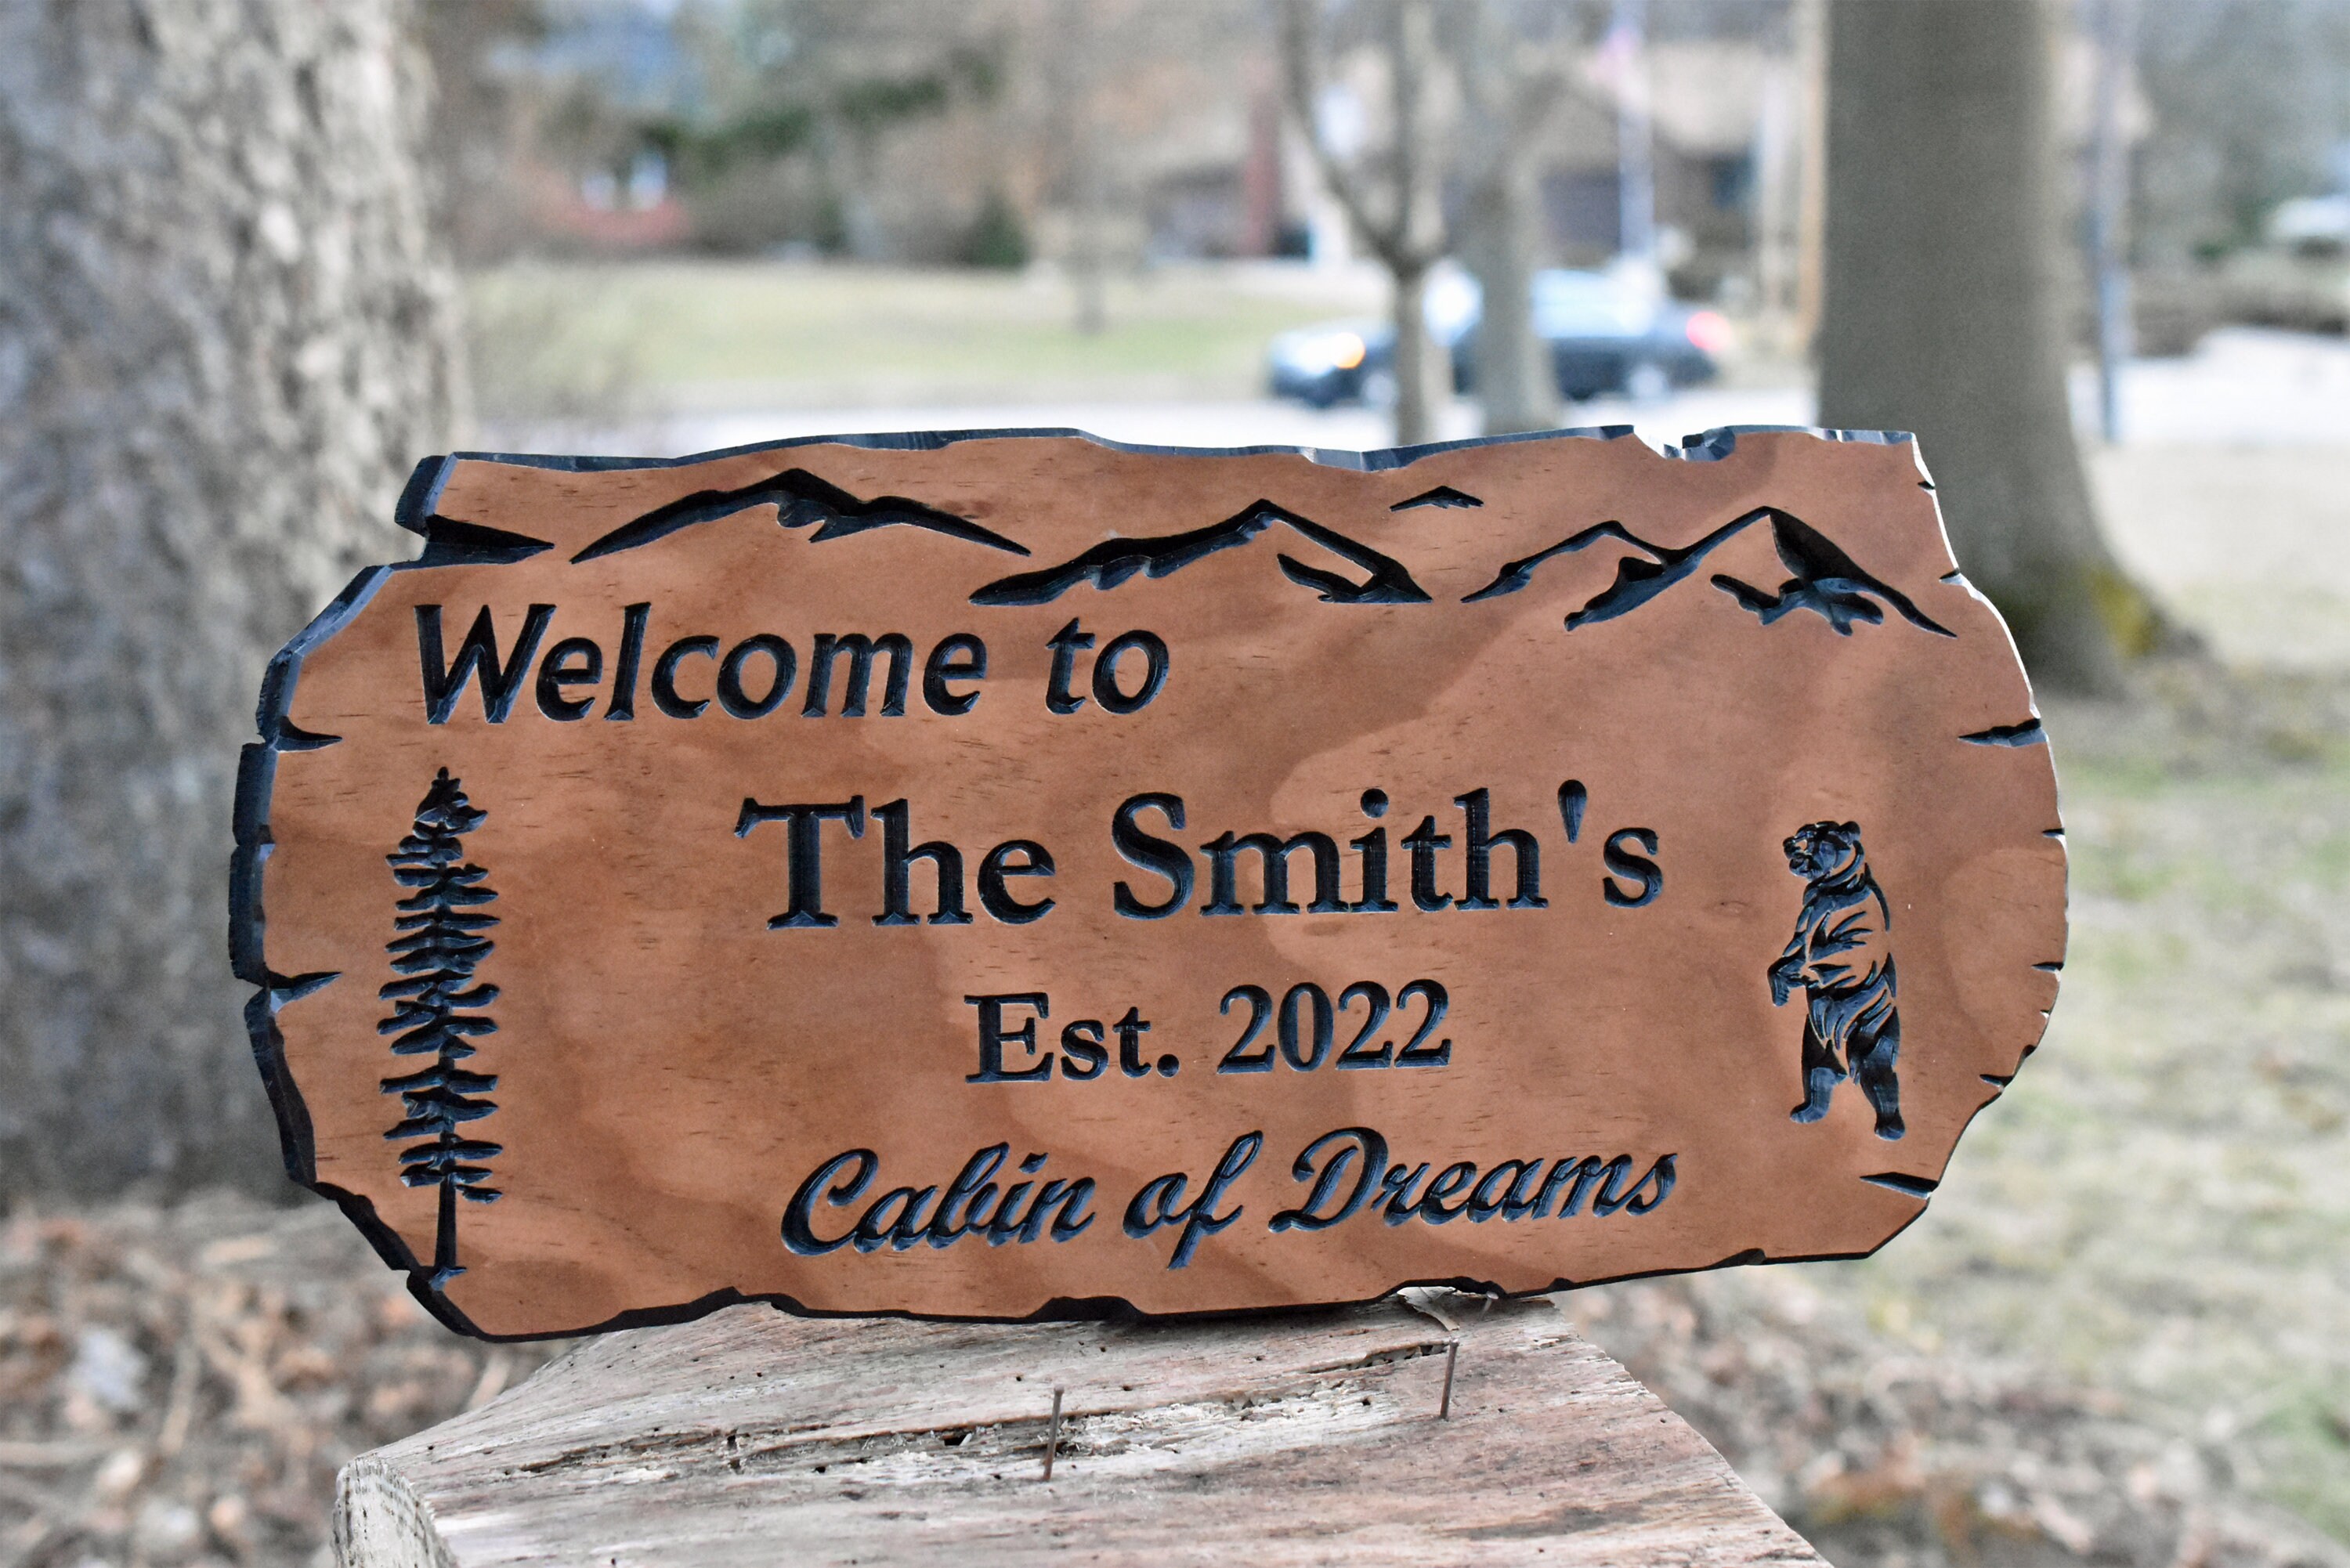 Welcome to
The Smith's
Est. 2022
Cabin of Dreams